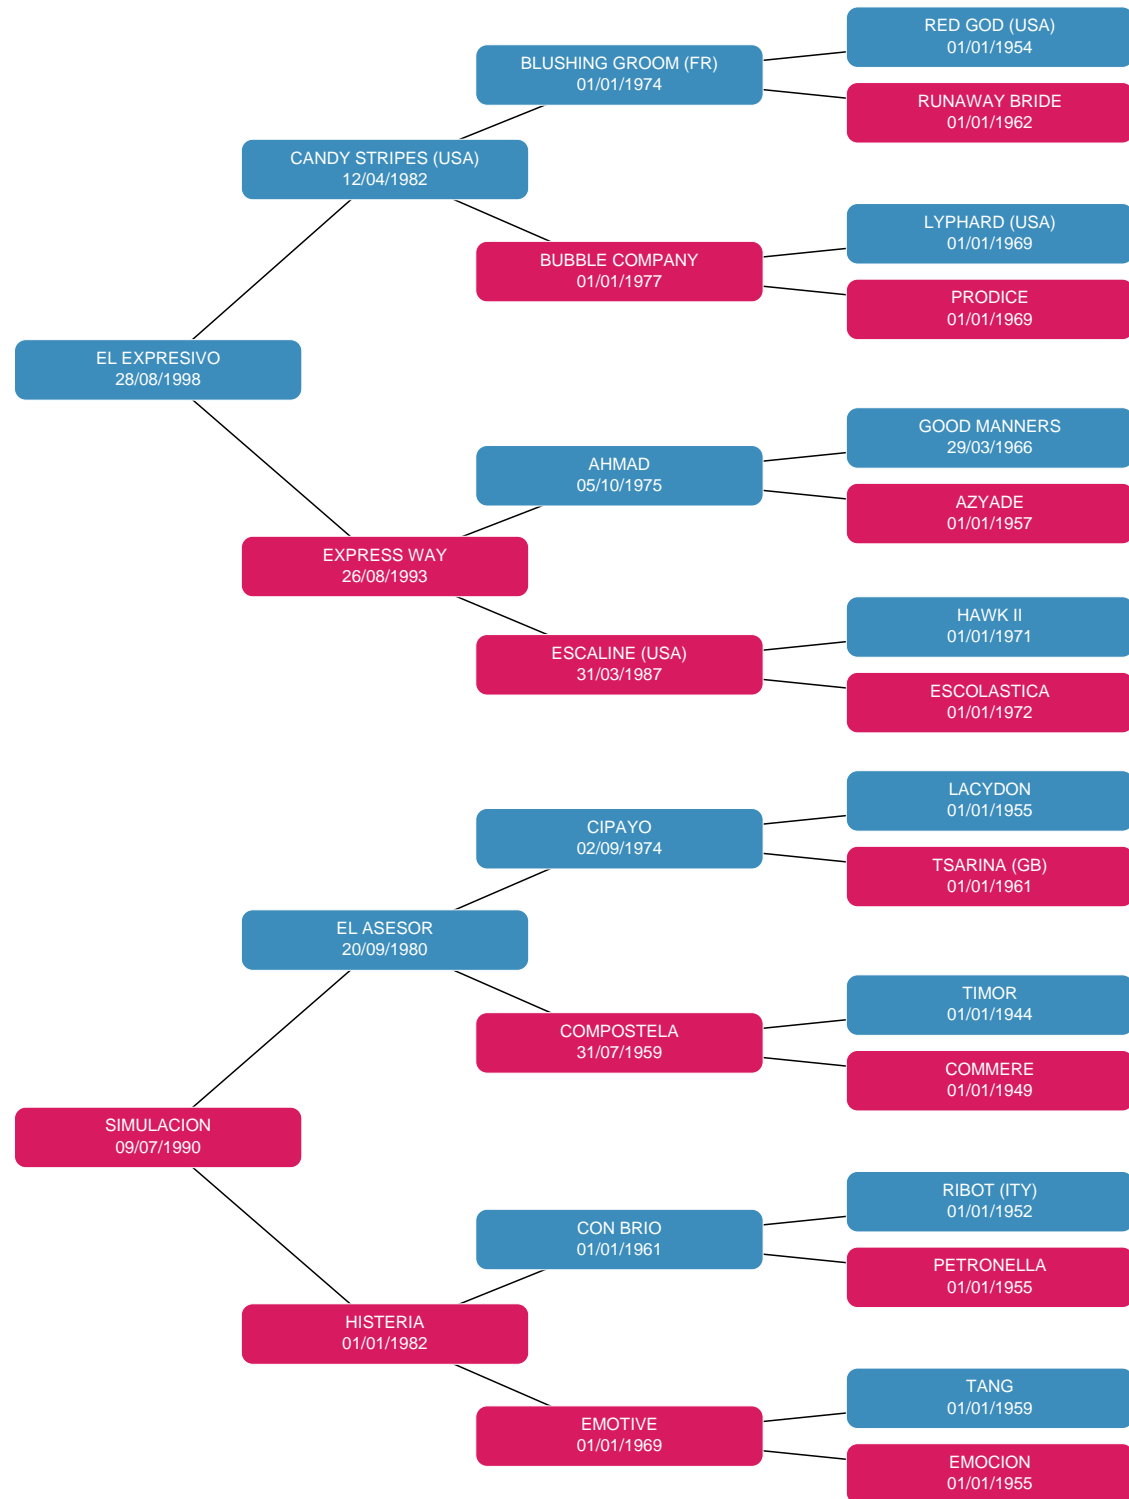 RED GOD (USA)
01/01/1954
BLUSHING GROOM (FR)
01/01/1974
RUNAWAY BRIDE
01/01/1962
CANDY STRIPES (USA)
12/04/1982
LYPHARD (USA)
01/01/1969
BUBBLE COMPANY
01/01/1977
PRODICE
01/01/1969
EL EXPRESIVO
28/08/1998
GOOD MANNERS
29/03/1966
AHMAD
05/10/1975
AZYADE
01/01/1957
EXPRESS WAY
26/08/1993
HAWK II
01/01/1971
ESCALINE (USA)
31/03/1987
ESCOLASTICA
01/01/1972
LACYDON
01/01/1955
CIPAYO
02/09/1974
TSARINA (GB)
01/01/1961
EL ASESOR
20/09/1980
TIMOR
01/01/1944
COMPOSTELA
31/07/1959
COMMERE
01/01/1949
SIMULACION
09/07/1990
RIBOT (ITY)
01/01/1952
CON BRIO
01/01/1961
PETRONELLA
01/01/1955
HISTERIA
01/01/1982
TANG
01/01/1959
EMOTIVE
01/01/1969
EMOCION
01/01/1955